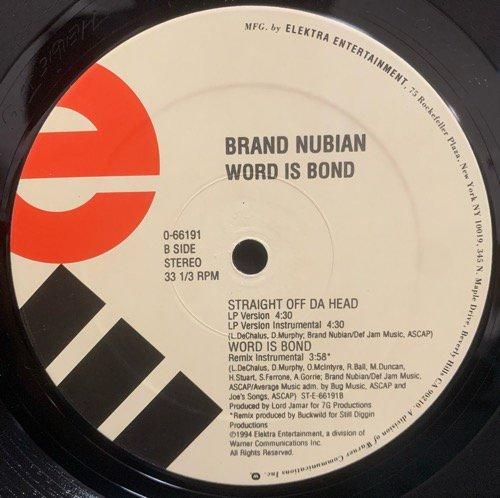 MFG. by ELEKTRA ENTERTAINMENT, 75 Rockefeller Plaza, New York NY 10019, 345 N. Maple Drive, Beverly Hills CA 90210. A division of Warner Communications Inc.
BRAND NUBIAN
WORD IS BOND
0-66191
B SIDE
STEREO
33 1/3 RPM
STRAIGHT OFF DA HEAD
LP Version 4:30
LP Version Instrumental 4:30
(L.DeChalus, D.Murphy; Brand Nubian/Def Jam Music, ASCAP)
WORD IS BOND
Remix Instrumental 3:58*
(L.DeChalus, D.Murphy, O.McIntyre, R.Ball, M.Duncan,
H.Stuart, S.Ferrone, A.Gorrie; Brand Nubian/Def Jam Music,
ASCAP/Average Music adm. by Bug Music, ASCAP and
Joe's Songs, ASCAP) ST-E-66191B
Produced by Lord Jamar for 7G Productions
*Remix produced by Buckwild for Still Diggin
Productions
©1994 Elektra Entertainment, a division of
Warner Communications Inc.
All Rights Reserved.
e